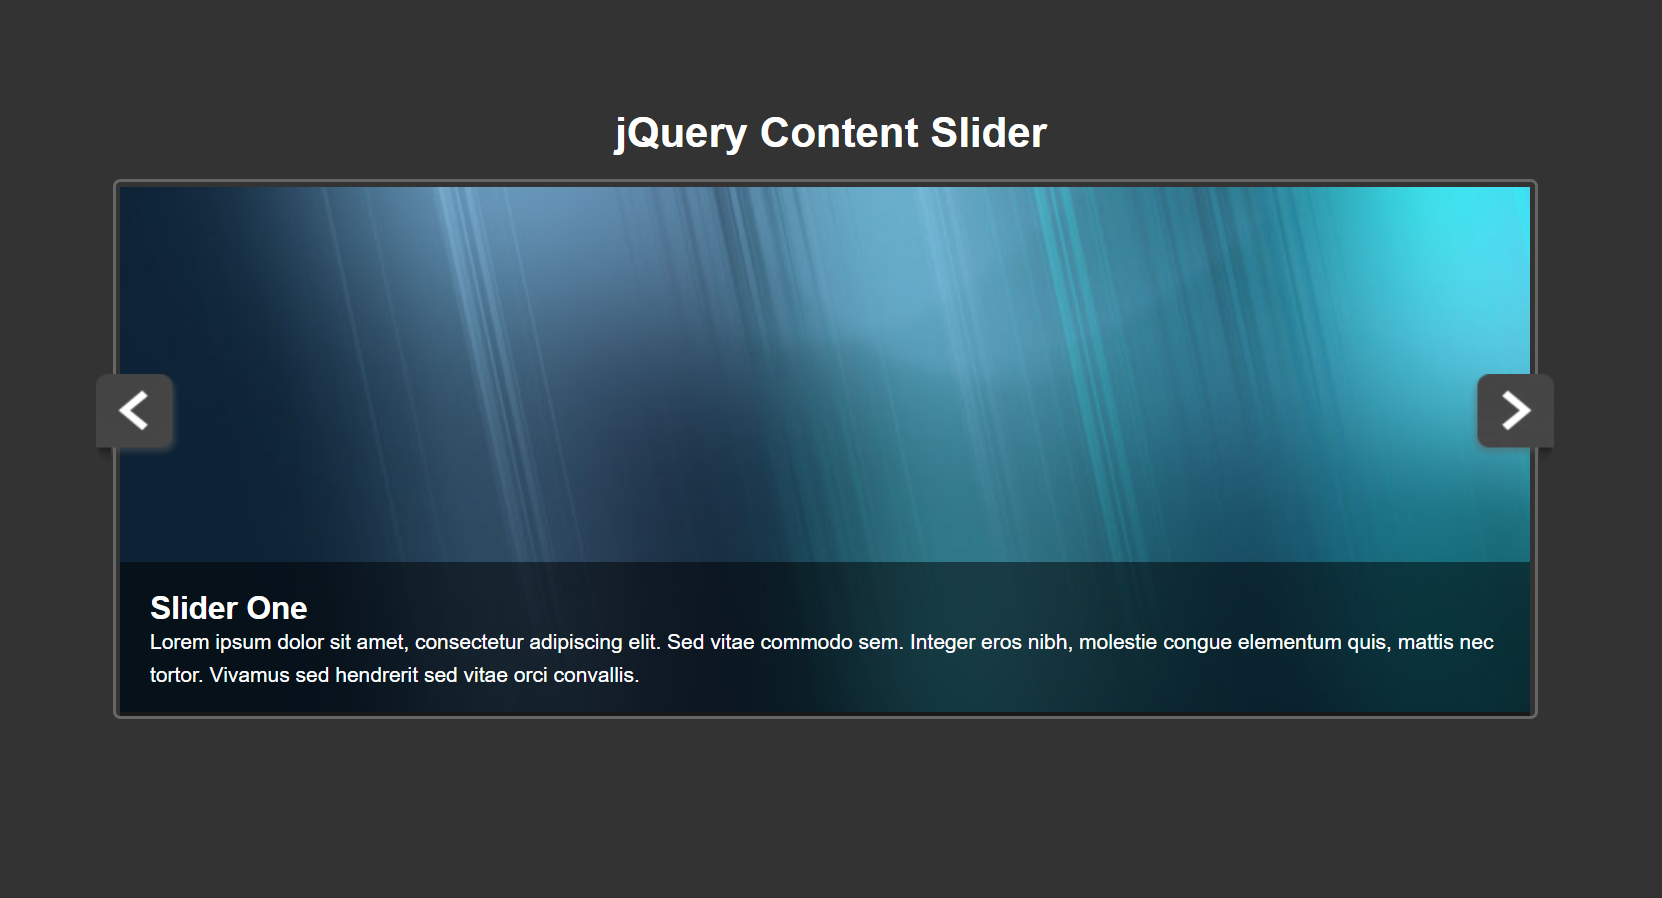 jQuery Content Slider
Slider One
Lorem ipsum dolor sit amet, consectetur adipiscing elit. Sed vitae commodo sem. Integer eros nibh, molestie congue elementum quis, mattis nec
tortor. Vivamus sed hendrerit sed vitae orci convallis.